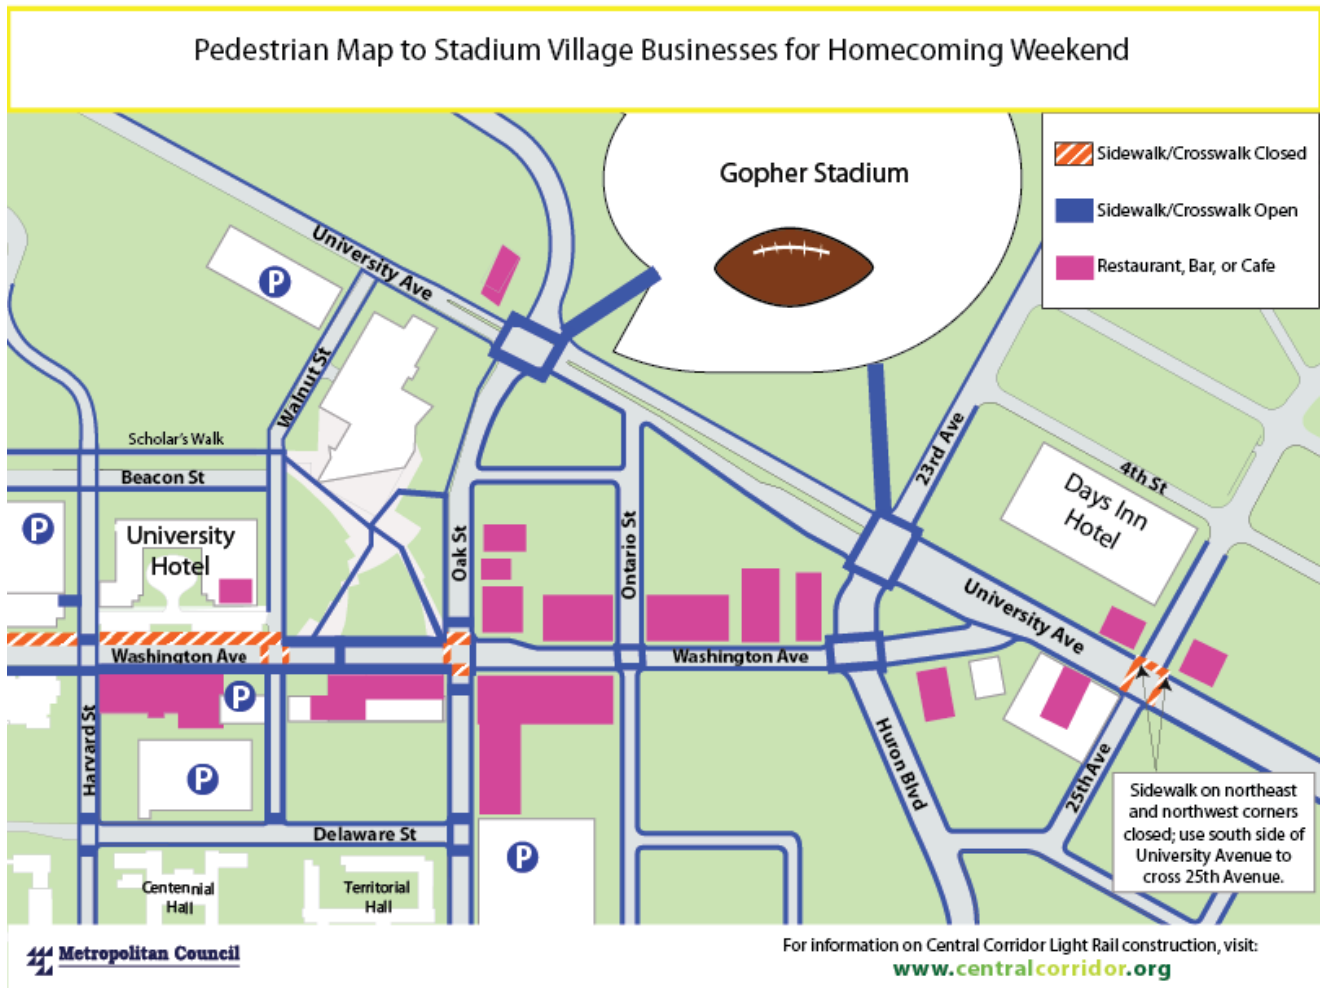 Pedestrian Map to Stadium Village Businesses for Homecoming Weekend
Gopher Stadium
Sidewalk/Crosswalk Closed
Sidewalk/Crosswalk Open
Restaurant, Bar, or Cafe
University Ave
P
Walnut St
Scholar's Walk
Beacon St
23rd Ave
4th St
Days Inn
Hotel
P
University
Hotel
Oak St
Ontario St
University Ave
Washington Ave
Washington Ave
P
Harvard St
P
Huron Blvd
25th Ave
Sidewalk on northeast
and northwest corners
closed; use south side of
University Avenue to
cross 25th Avenue.
Delaware St
P
Centennial
Hall
Territorial
Hall
Metropolitan Council
For information on Central Corridor Light Rail construction, visit:
www.centralcorridor.org